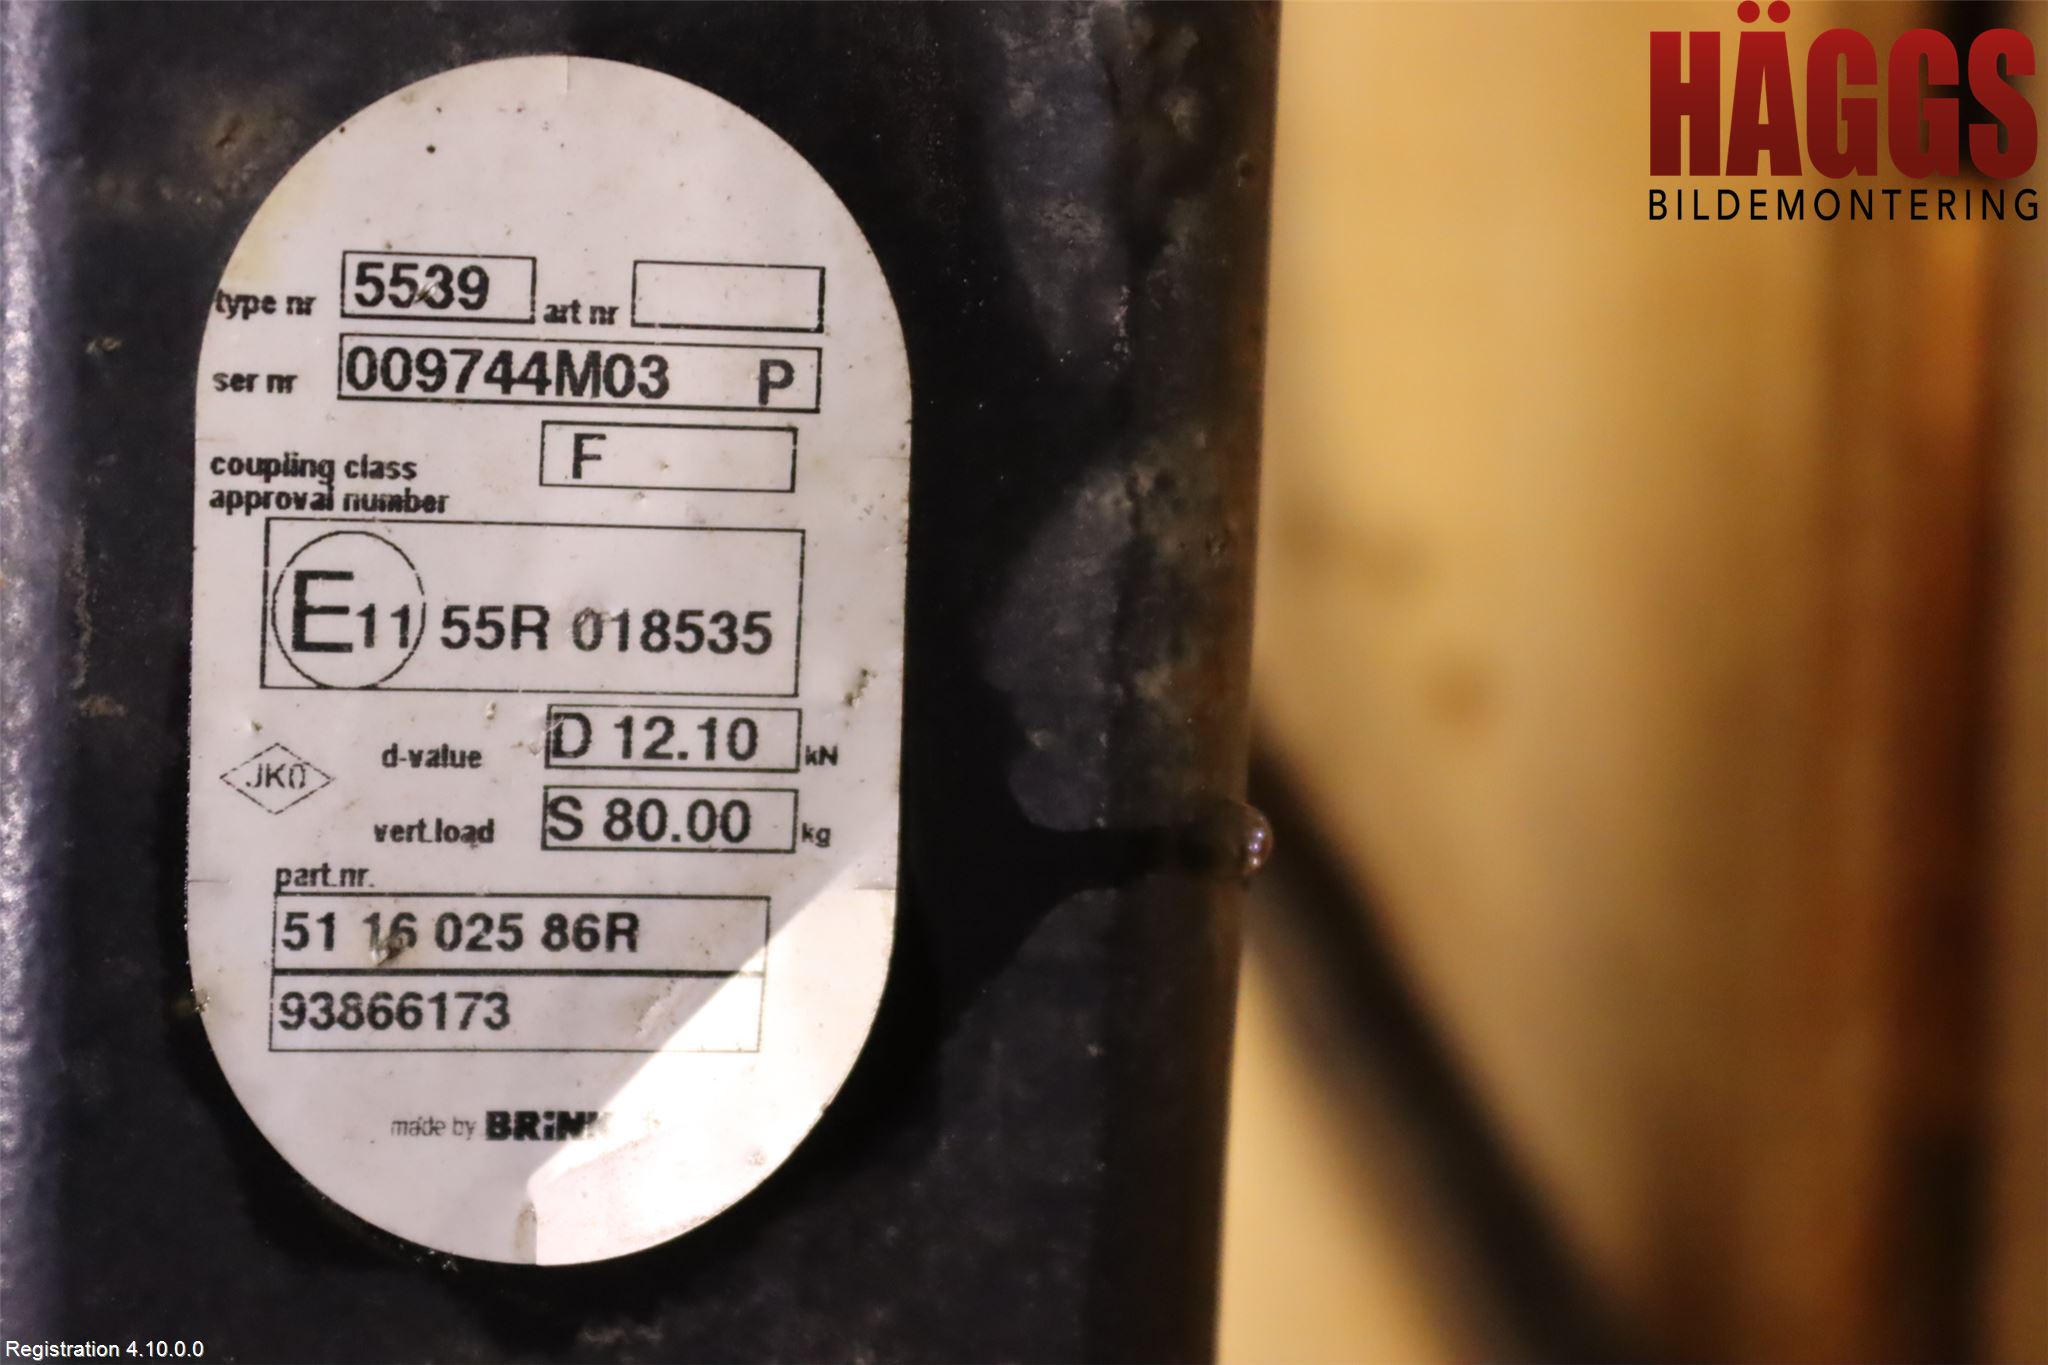 HÄGGS
BILDEMONTERING
type nr 5539 art nr
ser nr 009744M03 P
coupling class F
approval number
E11 55R 018535
d-value D 12.10 kN
JK0
vert.load S 80.00 kg
part.nr.
51 16 025 86R
93866173
made by BRiNK
Registration 4.10.0.0